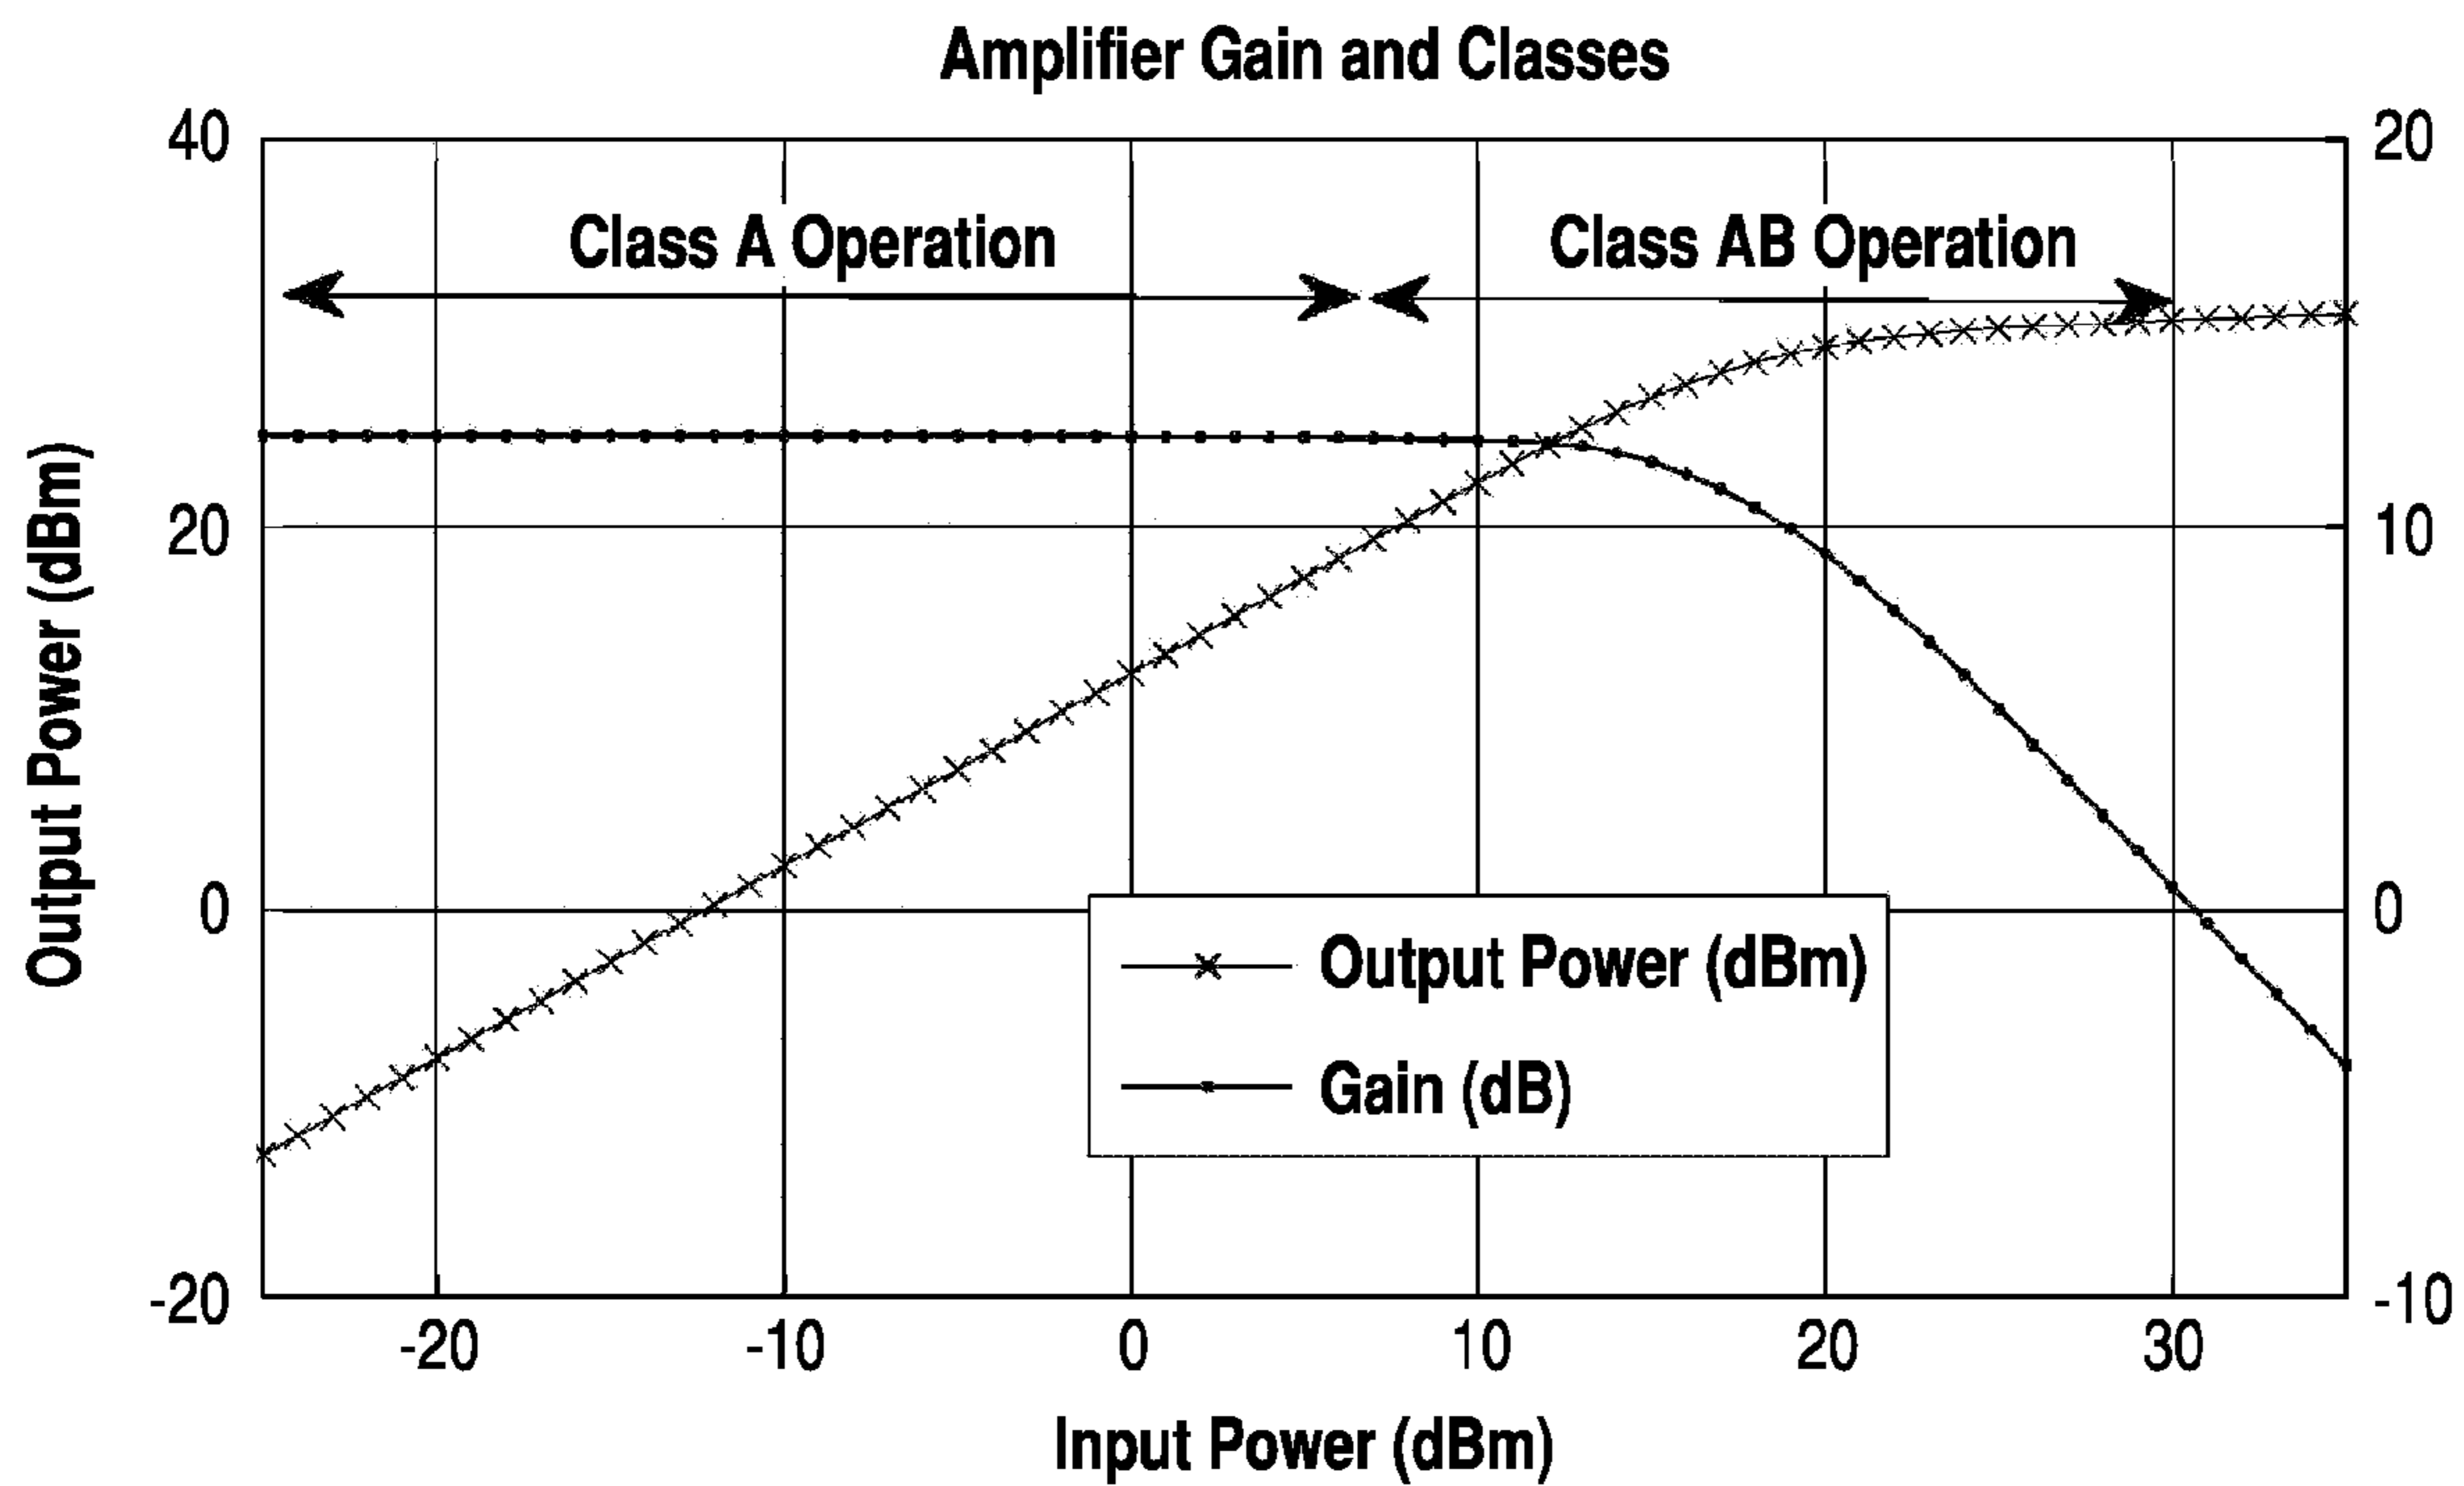 Amplifier Gain and Classes
40
20
Class A Operation
Class AB Operation
Output Power (dBm)
20
10
0
0
Output Power (dBm)
Gain (dB)
-20
-10
-20
-10
0
10
20
30
Input Power (dBm)